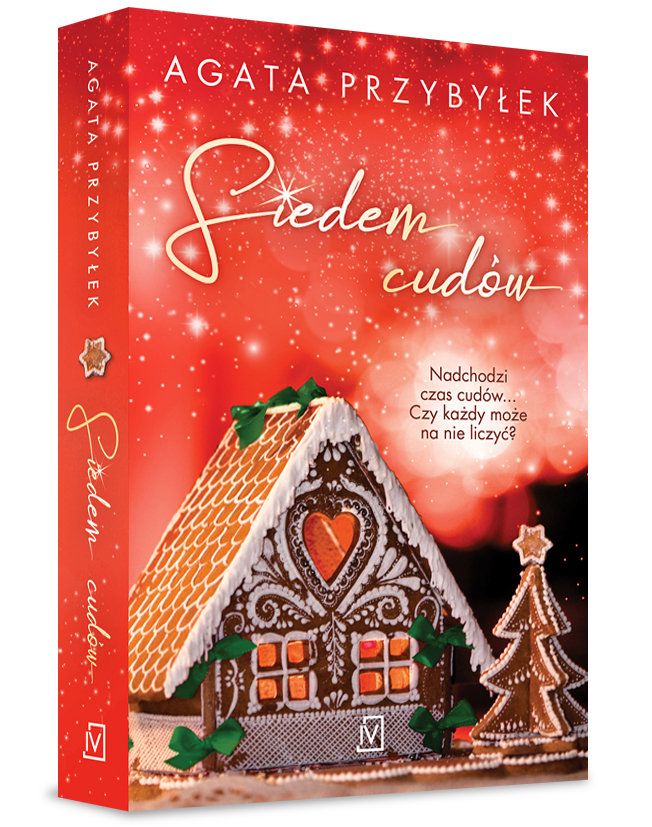 AGATA PRZYBYŁEK
Siedem
cudów
Nadchodzi
czas cudów...
Czy każdy może
na nie liczyć?
AGATA PRZYBYŁEK
Siedem cudów